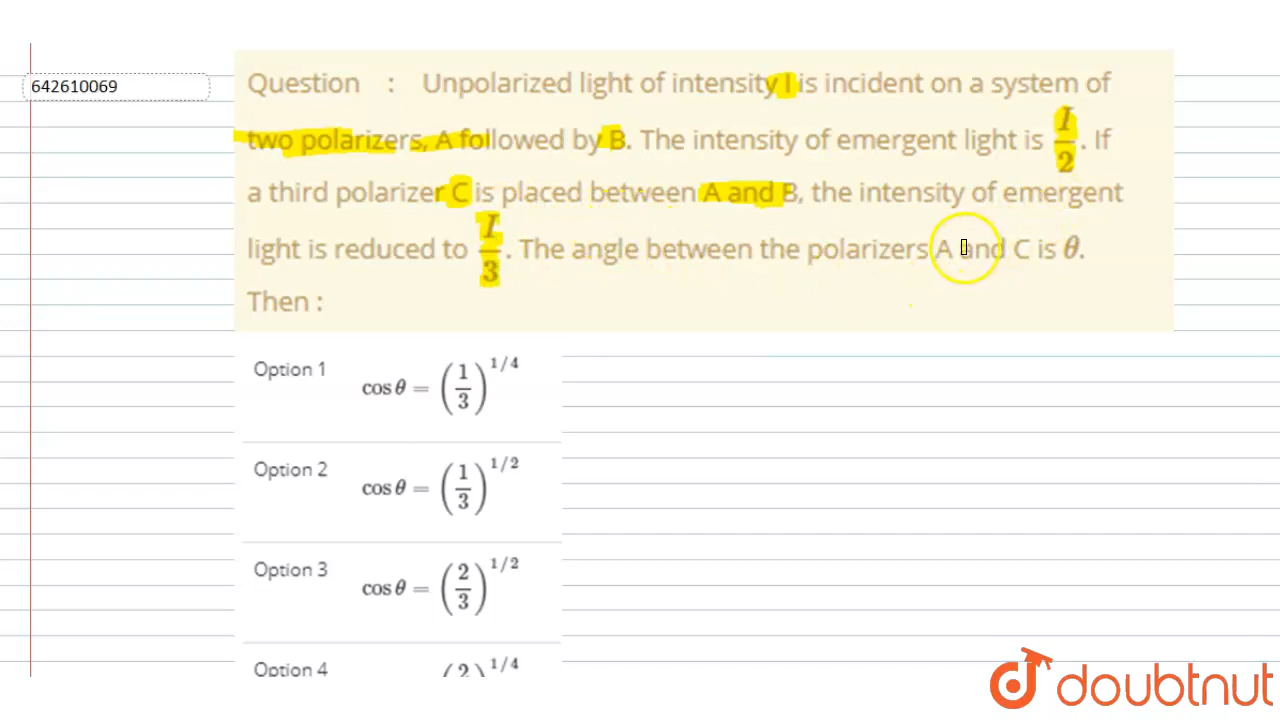 642610069
Question : Unpolarized light of intensity I is incident on a system of
two polarizers, A followed by B. The intensity of emergent light is I/2. If
a third polarizer C is placed between A and B, the intensity of emergent
light is reduced to I/3. The angle between the polarizers A and C is θ.
Then :
Option 1 cos θ = (1/3)^1/4
Option 2 cos θ = (1/3)^1/2
Option 3 cos θ = (2/3)^1/2
Option 4 (2 )^1/4
doubtnut